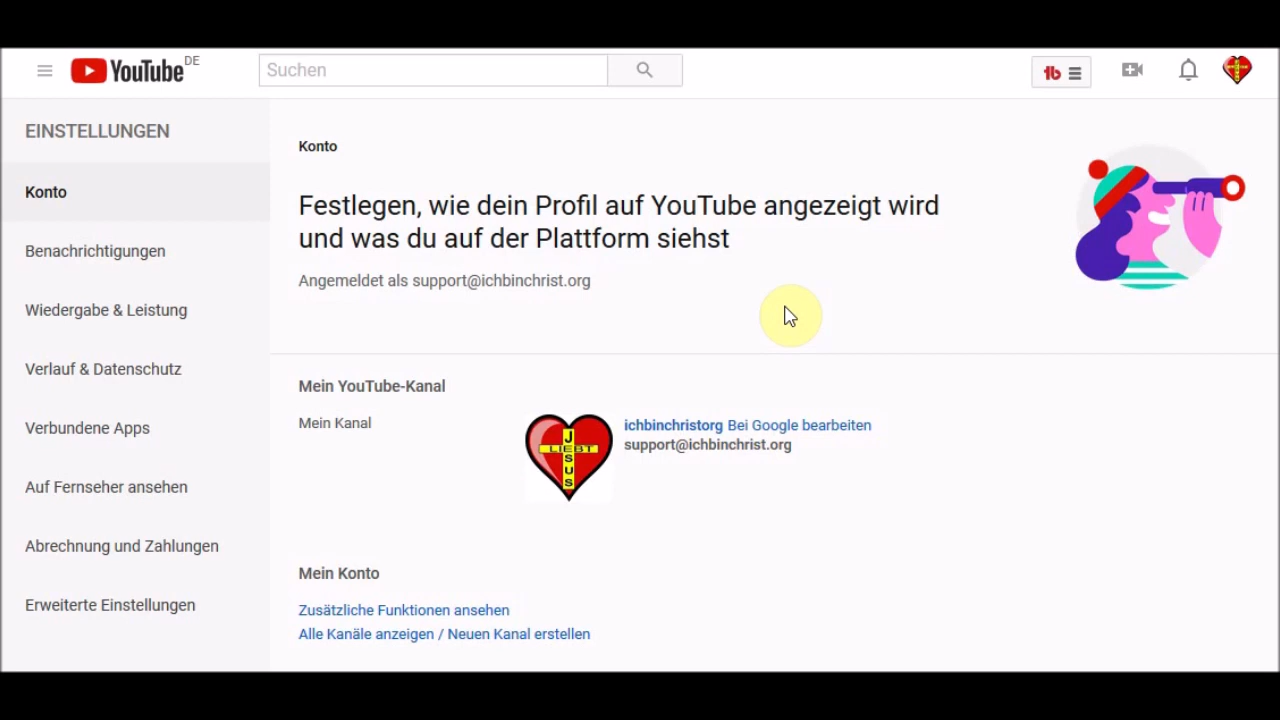 YouTube DE
Suchen
EINSTELLUNGEN
Konto
Benachrichtigungen
Wiedergabe & Leistung
Verlauf & Datenschutz
Verbundene Apps
Auf Fernseher ansehen
Abrechnung und Zahlungen
Erweiterte Einstellungen
Konto
Festlegen, wie dein Profil auf YouTube angezeigt wird
und was du auf der Plattform siehst
Angemeldet als support@ichbinchrist.org
Mein YouTube-Kanal
Mein Kanal
JESUS
LIEBT
ichbinchristorg Bei Google bearbeiten
support@ichbinchrist.org
Mein Konto
Zusätzliche Funktionen ansehen
Alle Kanäle anzeigen / Neuen Kanal erstellen